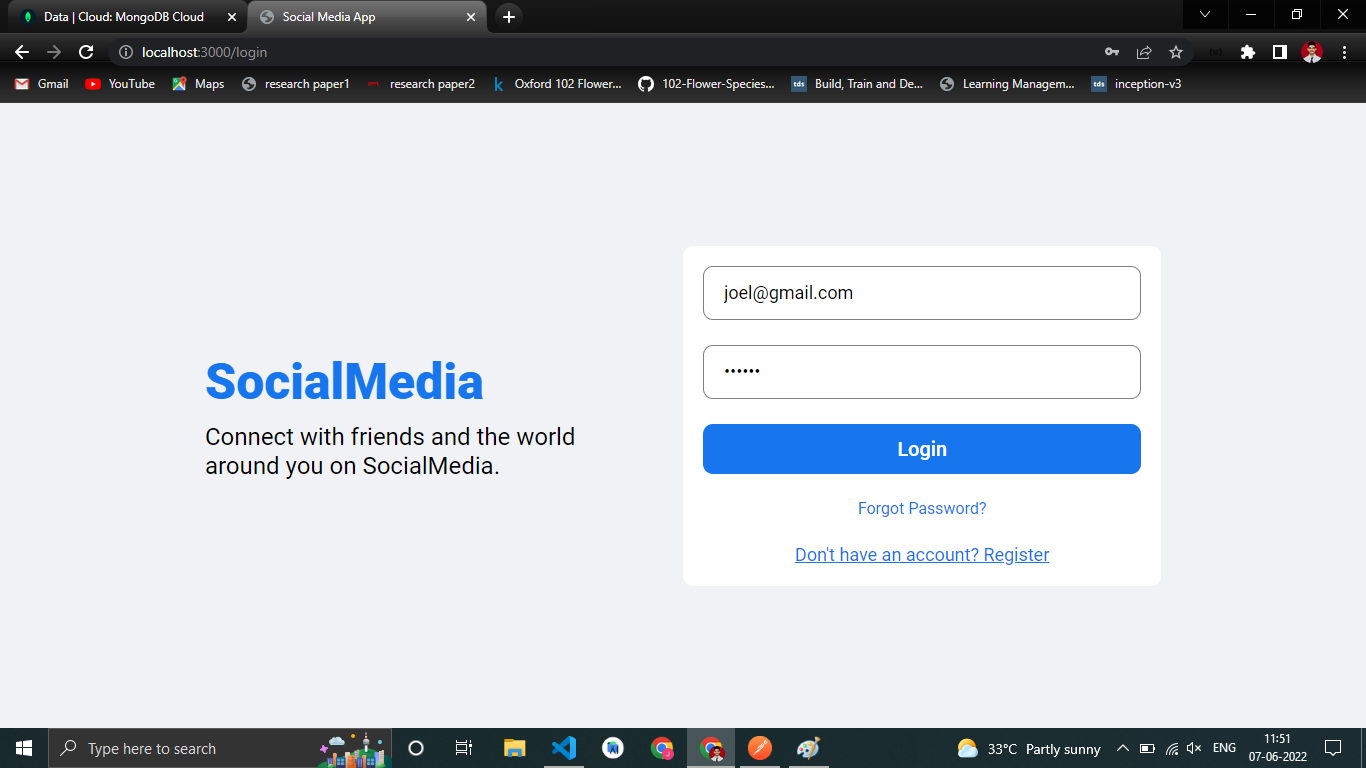 Data | Cloud: MongoDB Cloud
Social Media App
localhost:3000/login
Gmail
YouTube
Maps
research paper1
research paper2
Oxford 102 Flower...
102-Flower-Species...
tds
Build, Train and De...
Learning Managem...
tds
inception-v3
joel@gmail.com
••••••
SocialMedia
Connect with friends and the world
around you on SocialMedia.
Login
Forgot Password?
Don't have an account? Register
Type here to search
33°C Partly sunny
ENG
11:51
07-06-2022